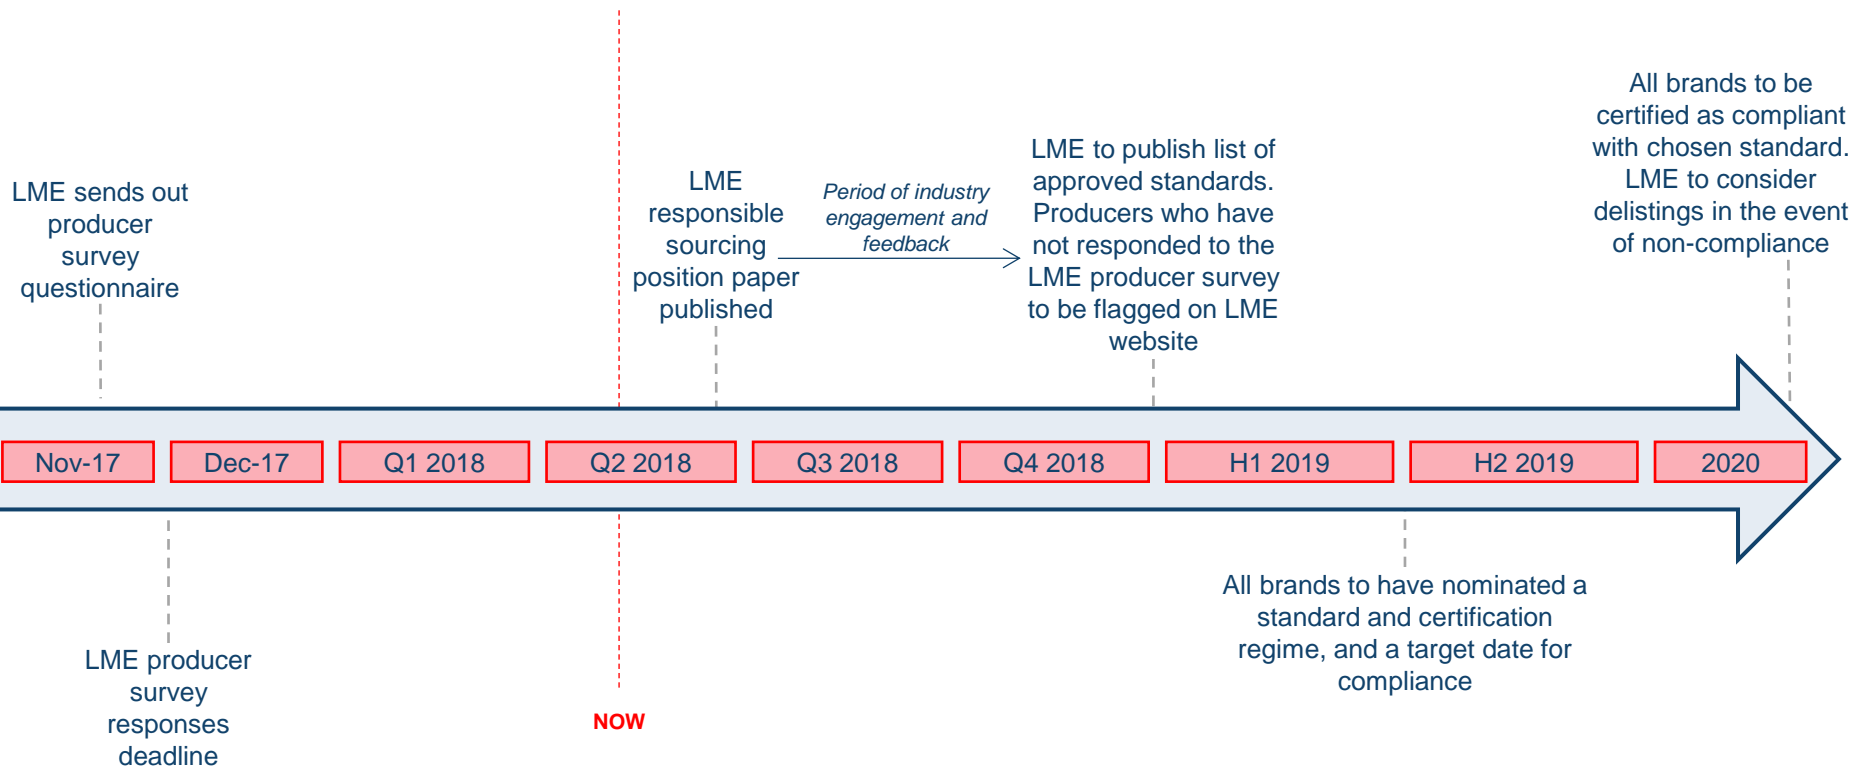 LME sends out
producer
survey
questionnaire
LME
responsible
sourcing
position paper
published
Period of industry
engagement and
feedback
LME to publish list of
approved standards.
Producers who have
not responded to the
LME producer survey
to be flagged on LME
website
All brands to be
certified as compliant
with chosen standard.
LME to consider
delistings in the event
of non-compliance
Nov-17
Dec-17
Q1 2018
Q2 2018
Q3 2018
Q4 2018
H1 2019
H2 2019
2020
LME producer
survey
responses
deadline
NOW
All brands to have nominated a
standard and certification
regime, and a target date for
compliance